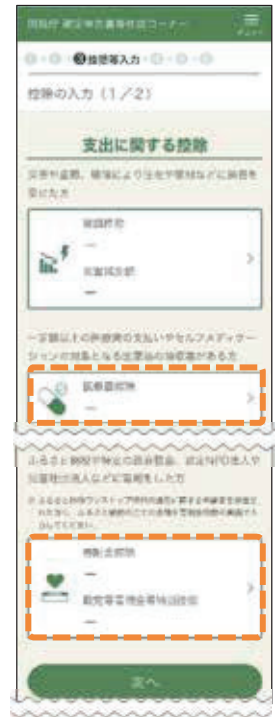 国税庁 確定申告書等作成コーナー
メニュー
❸控除等入力
控除の入力（1／2）
支出に関する控除
災害や盗難、横領により住宅や家財などに損害を
受けた方
雑損控除
災害減免額
一定額以上の医療費の支払いやセルフメディケー
ションの対象となる医薬品の領収書がある方
医療費控除
ふるさと納税や特定の政治献金、認定NPO法人や
公益社団法人などに寄附をした方
寄附金控除
政党等寄附金等特別控除
次へ